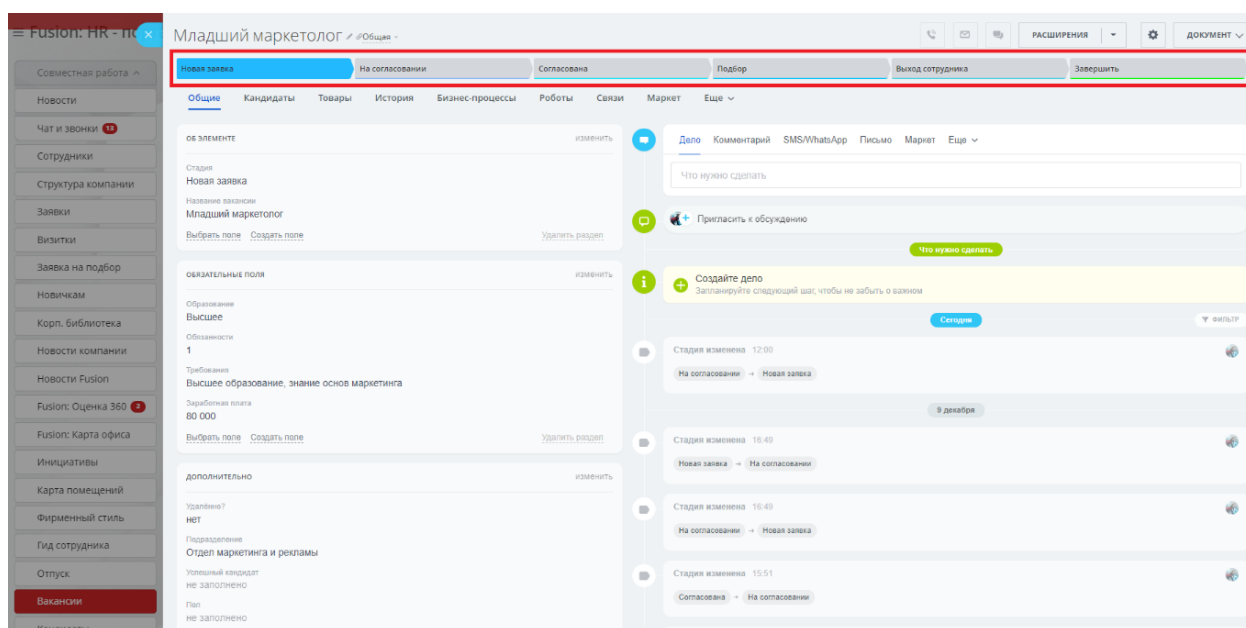 Fusion: HR - по
Младший маркетолог
Общая
РАСШИРЕНИЯ
ДОКУМЕНТ
Новая заявка
На согласовании
Согласована
Подбор
Выход сотрудника
Завершить
Совместная работа
Новости
Чат и звонки 13
Сотрудники
Структура компании
Заявки
Визитки
Заявка на подбор
Новичкам
Корп. библиотека
Новости компании
Новости Fusion
Fusion: Оценка 360
Fusion: Карта офиса
Инициативы
Карта помещений
Фирменный стиль
Гид сотрудника
Отпуск
Вакансии
Общие Кандидаты Товары История Бизнес-процессы Роботы Связи Маркет Еще
ОБ ЭЛЕМЕНТЕ изменить
Стадия
Новая заявка
Название вакансии
Младший маркетолог
Выбрать поле Создать поле Удалить раздел
ОБЯЗАТЕЛЬНЫЕ ПОЛЯ изменить
Образование
Высшее
Обязанности
1
Требования
Высшее образование, знание основ маркетинга
Заработная плата
80 000
Выбрать поле Создать поле Удалить раздел
ДОПОЛНИТЕЛЬНО изменить
Удалённо?
нет
Подразделение
Отдел маркетинга и рекламы
Успешный кандидат
не заполнено
Пол
не заполнено
Дело Комментарий SMS/WhatsApp Письмо Маркет Еще
Что нужно сделать
Пригласить к обсуждению
Что нужно сделать
Создайте дело
Запланируйте следующий шаг, чтобы не забыть о важном
Сегодня
ФИЛЬТР
Стадия изменена 12:00
На согласовании → Новая заявка
9 декабря
Стадия изменена 16:49
Новая заявка → На согласовании
Стадия изменена 16:49
На согласовании → Новая заявка
Стадия изменена 15:51
Согласована → На согласовании